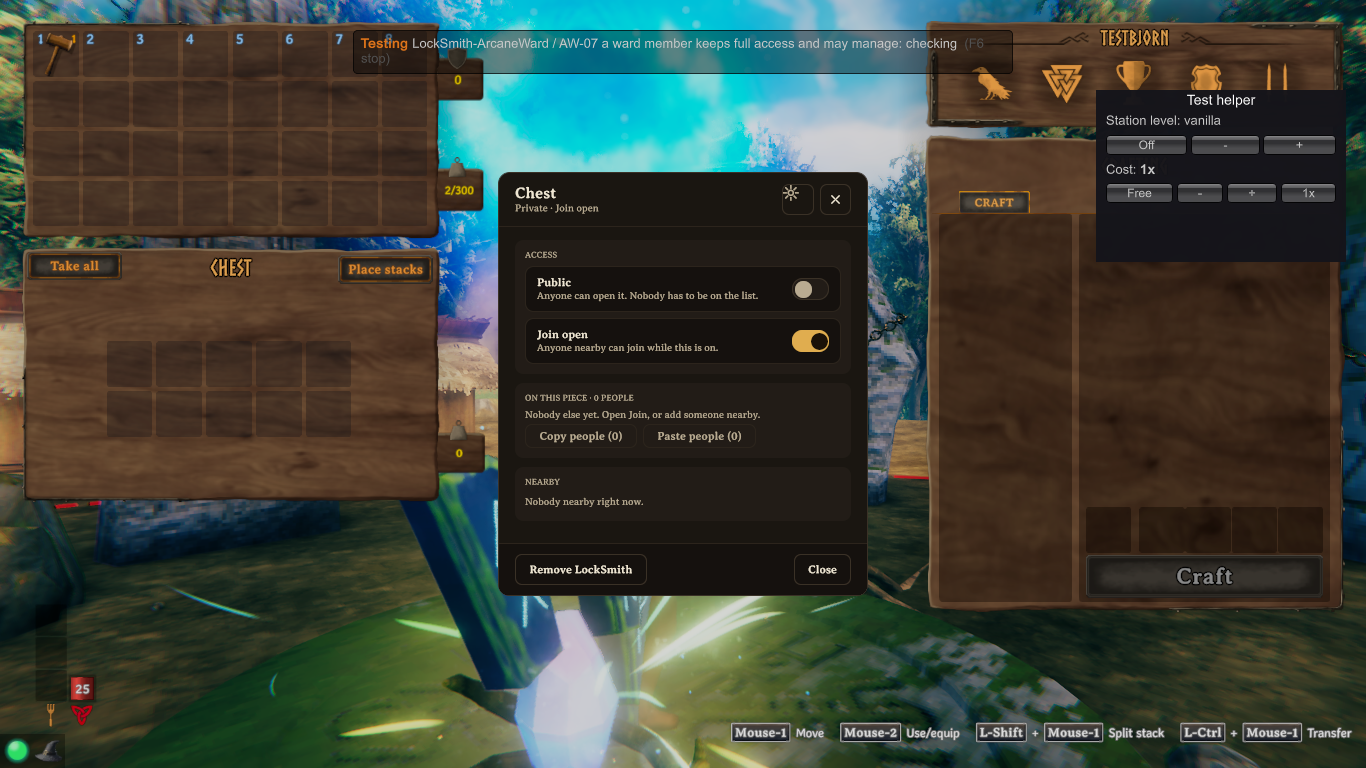 1 2 3 4 5 6 7 8
Testing LockSmith-ArcaneWard / AW-07 a ward member keeps full access and may manage: checking (F6
stop)
0
2/300
TESTBJORN
Test helper
Station level: vanilla
Off - +
Cost: 1x
Free - + 1x
CRAFT
Take all
CHEST
Place stacks
0
Chest
Private · Join open
ACCESS
Public
Anyone can open it. Nobody has to be on the list.
Join open
Anyone nearby can join while this is on.
ON THIS PIECE · 0 PEOPLE
Nobody else yet. Open Join, or add someone nearby.
Copy people (0) Paste people (0)
NEARBY
Nobody nearby right now.
Remove LockSmith Close
Craft
25
Mouse-1 Move Mouse-2 Use/equip L-Shift + Mouse-1 Split stack L-Ctrl + Mouse-1 Transfer